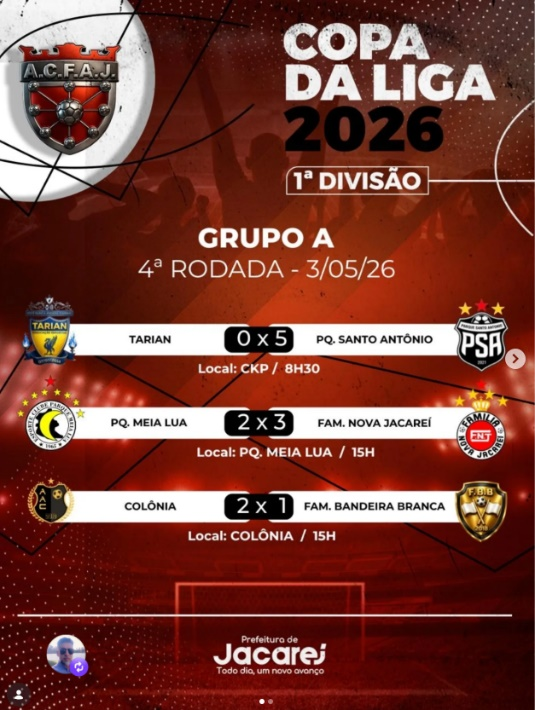 A.C.F.A.J.
COPA
DA LIGA
2026
1ª DIVISÃO
GRUPO A
4ª RODADA - 3/05/26
TARIAN
TARIAN 0 x 5 PQ. SANTO ANTÔNIO
PSA
Local: CKP / 8H30
PQ. MEIA LUA 2 x 3 FAM. NOVA JACAREÍ
FAMILIA
FNJ
NOVA JACAREÍ
Local: PQ. MEIA LUA / 15H
COLÔNIA 2 x 1 FAM. BANDEIRA BRANCA
F.B.B
Local: COLÔNIA / 15H
Prefeitura de
Jacareí
Todo dia, um novo avanço